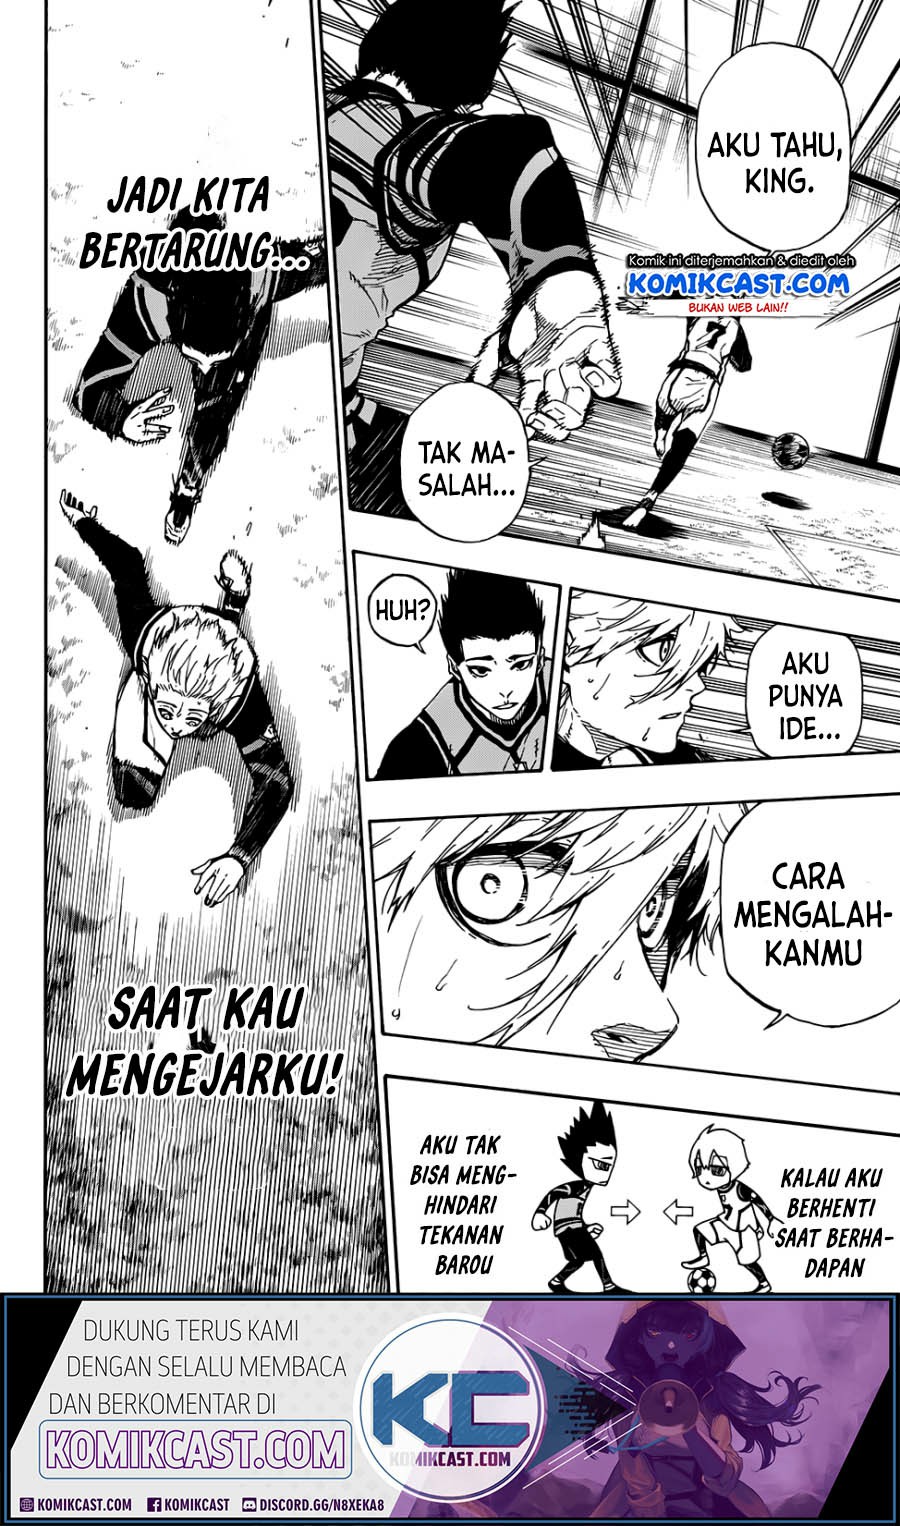 AKU TAHU,
KING.
Komik ini diterjemahkan & diedit oleh
KOMIKCAST.COM
BUKAN WEB LAIN!!
7
TAK MA-
SALAH...
AKU
PUNYA
IDE...
HUH?
CARA
MENGALAH-
KANMU
KALAU AKU
BERHENTI
SAAT BERHA-
DAPAN
AKU TAK
BISA MENG-
HINDARI
TEKANAN
BAROU
JADI KITA
BERTARUNG...
SAAT KAU
MENGEJARKU!
DUKUNG TERUS KAMI
DENGAN SELALU MEMBACA
DAN BERKOMENTAR DI
KOMIKCAST.COM
KC
KOMIKCAST.COM
KOMIKCAST.COM
KOMIKCAST
DISCORD.GG/N8XEKA8